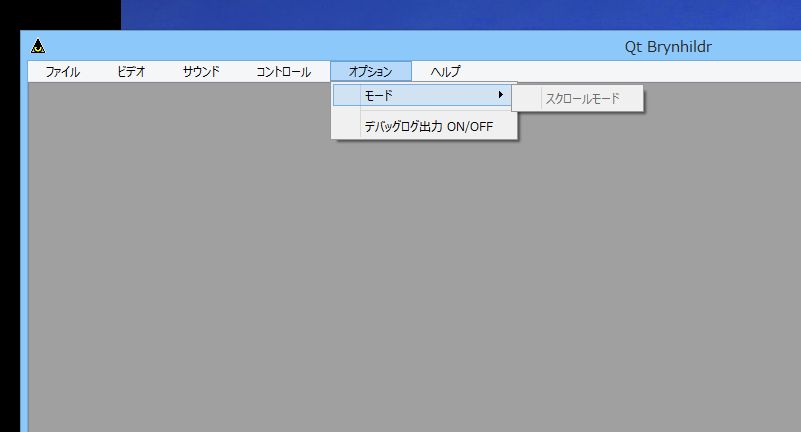 Qt Brynhildr
ファイル ビデオ サウンド コントロール オプション ヘルプ
モード
スクロールモード
デバッグログ出力 ON/OFF